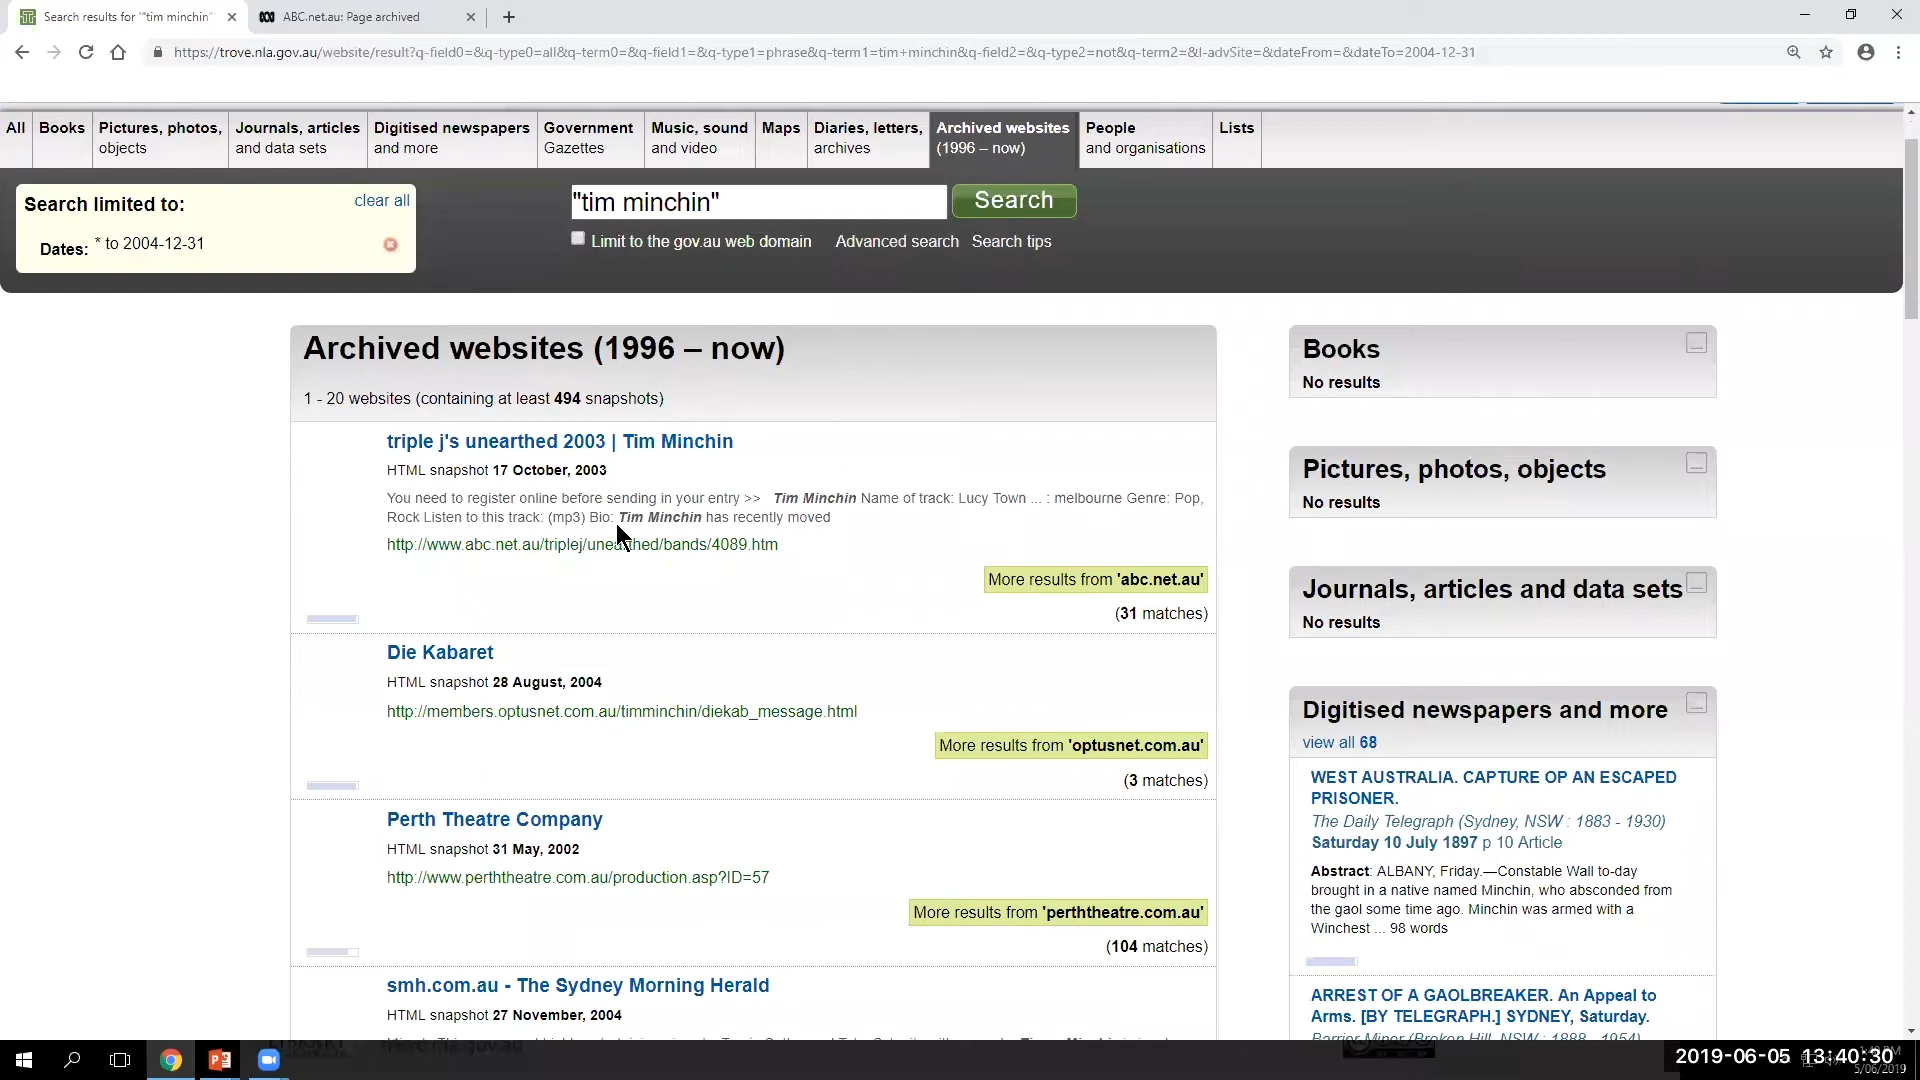 Search results for '"tim minchin"
ABC.net.au: Page archived
https://trove.nla.gov.au/website/result?q-field0=&q-type0=all&q-term0=&q-field1=&q-type1=phrase&q-term1=tim+minchin&q-field2=&q-type2=not&q-term2=&l-advSite=&dateFrom=&dateTo=2004-12-31
All
Books
Pictures, photos,
objects
Journals, articles
and data sets
Digitised newspapers
and more
Government
Gazettes
Music, sound
and video
Maps
Diaries, letters,
archives
Archived websites
(1996 – now)
People
and organisations
Lists
Search limited to:
clear all
Dates: * to 2004-12-31
"tim minchin"
Search
Limit to the gov.au web domain
Advanced search
Search tips
Archived websites (1996 – now)
1 - 20 websites (containing at least 494 snapshots)
triple j's unearthed 2003 | Tim Minchin
HTML snapshot 17 October, 2003
You need to register online before sending in your entry >> Tim Minchin Name of track: Lucy Town ... : melbourne Genre: Pop,
Rock Listen to this track: (mp3) Bio: Tim Minchin has recently moved
http://www.abc.net.au/triplej/unearthed/bands/4089.htm
More results from 'abc.net.au'
(31 matches)
Die Kabaret
HTML snapshot 28 August, 2004
http://members.optusnet.com.au/timminchin/diekab_message.html
More results from 'optusnet.com.au'
(3 matches)
Perth Theatre Company
HTML snapshot 31 May, 2002
http://www.perththeatre.com.au/production.asp?ID=57
More results from 'perththeatre.com.au'
(104 matches)
smh.com.au - The Sydney Morning Herald
HTML snapshot 27 November, 2004
Books
No results
Pictures, photos, objects
No results
Journals, articles and data sets
No results
Digitised newspapers and more
view all 68
WEST AUSTRALIA. CAPTURE OP AN ESCAPED
PRISONER.
The Daily Telegraph (Sydney, NSW : 1883 - 1930)
Saturday 10 July 1897 p 10 Article
Abstract: ALBANY, Friday.—Constable Wall to-day
brought in a native named Minchin, who absconded from
the gaol some time ago. Minchin was armed with a
Winchest ... 98 words
ARREST OF A GAOLBREAKER. An Appeal to
Arms. [BY TELEGRAPH.] SYDNEY, Saturday.
Barrier Miner (Broken Hill, NSW : 1888 - 1954)
2019-06-05 13:40:30
5/06/2019